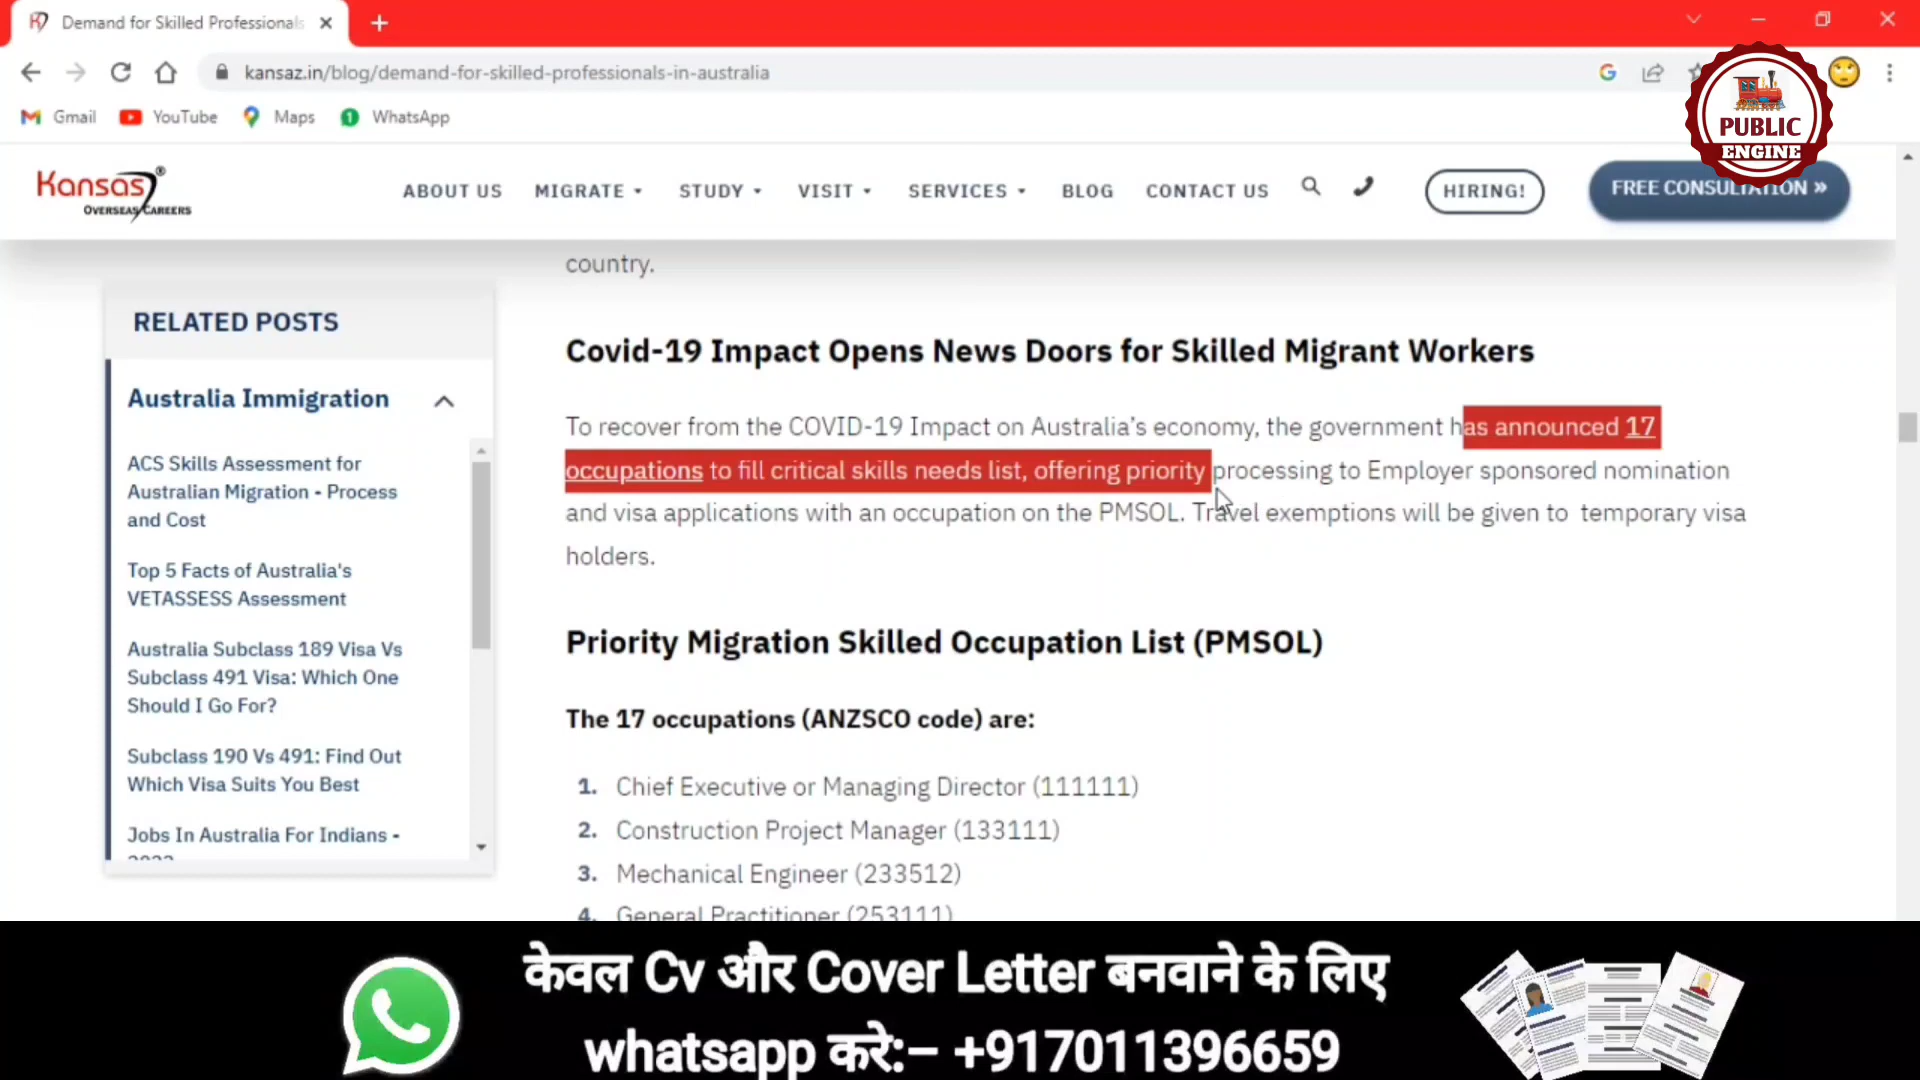 Demand for Skilled Professionals
kansaz.in/blog/demand-for-skilled-professionals-in-australia
Gmail YouTube Maps 1 WhatsApp
PUBLIC
ENGINE
Kansas®
OVERSEAS CAREERS
ABOUT US MIGRATE STUDY VISIT SERVICES BLOG CONTACT US HIRING! FREE CONSULTATION »
country.
RELATED POSTS
Australia Immigration
ACS Skills Assessment for
Australian Migration - Process
and Cost
Top 5 Facts of Australia's
VETASSESS Assessment
Australia Subclass 189 Visa Vs
Subclass 491 Visa: Which One
Should I Go For?
Subclass 190 Vs 491: Find Out
Which Visa Suits You Best
Jobs In Australia For Indians -
Covid-19 Impact Opens News Doors for Skilled Migrant Workers
To recover from the COVID-19 Impact on Australia's economy, the government has announced 17
occupations to fill critical skills needs list, offering priority processing to Employer sponsored nomination
and visa applications with an occupation on the PMSOL. Travel exemptions will be given to temporary visa
holders.
Priority Migration Skilled Occupation List (PMSOL)
The 17 occupations (ANZSCO code) are:
1. Chief Executive or Managing Director (111111)
2. Construction Project Manager (133111)
3. Mechanical Engineer (233512)
4. General Practitioner (253111)
केवल Cv और Cover Letter बनवाने के लिए
whatsapp करे:– +917011396659